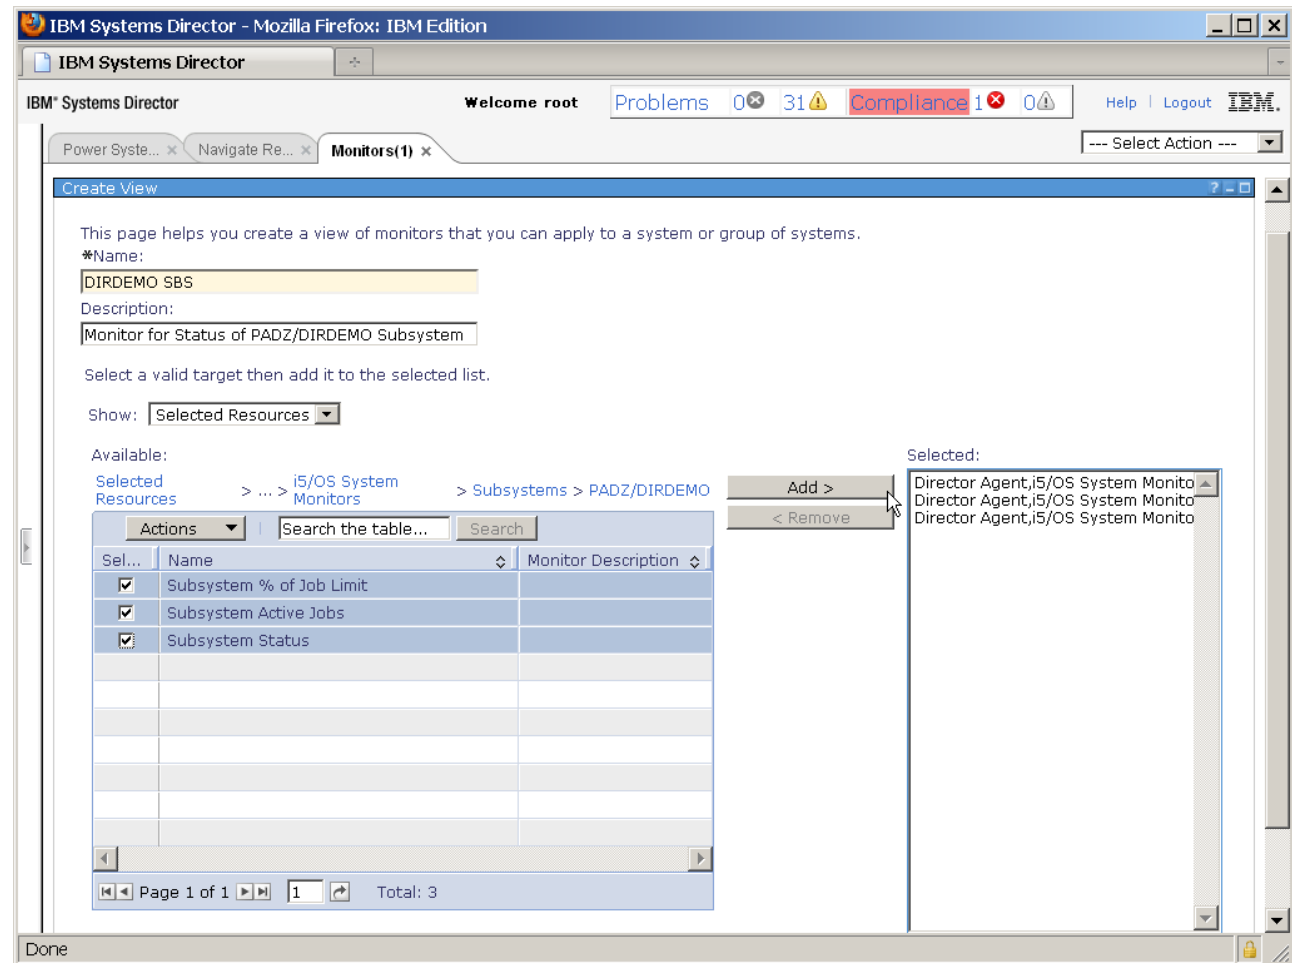 IBM Systems Director - Mozilla Firefox: IBM Edition
IBM Systems Director
IBM® Systems Director
Welcome root
Problems 0 31 Compliance 1 0
Help | Logout IBM.
Power Syste... × Navigate Re... × Monitors(1) ×
--- Select Action ---
Create View
This page helps you create a view of monitors that you can apply to a system or group of systems.
*Name:
DIRDEMO SBS
Description:
Monitor for Status of PADZ/DIRDEMO Subsystem
Select a valid target then add it to the selected list.
Show: Selected Resources
Available:
Selected Resources > ... > i5/OS System Monitors > Subsystems > PADZ/DIRDEMO
Actions Search the table... Search
Sel... Name Monitor Description
Subsystem % of Job Limit
Subsystem Active Jobs
Subsystem Status
Page 1 of 1 1 Total: 3
Add >
< Remove
Selected:
Director Agent,i5/OS System Monito
Director Agent,i5/OS System Monito
Director Agent,i5/OS System Monito
Done